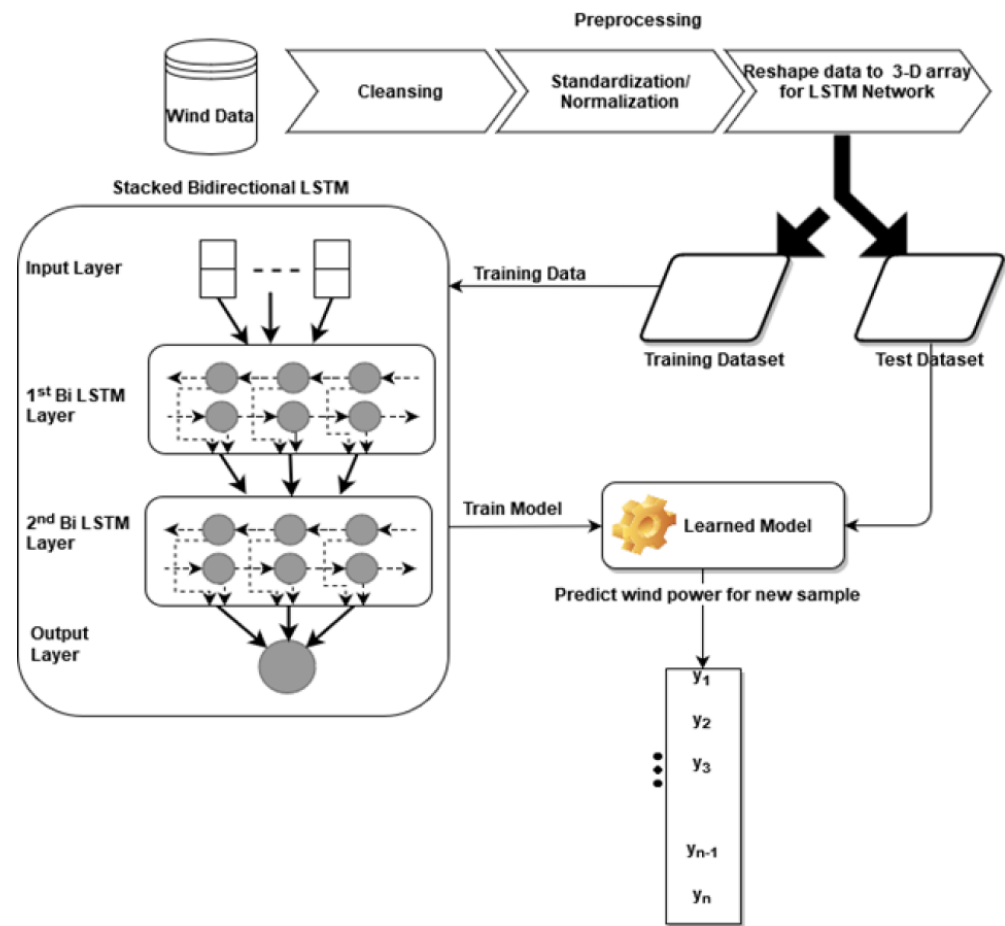 Preprocessing
Wind Data
Cleansing
Standardization/
Normalization
Reshape data to 3-D array
for LSTM Network
Stacked Bidirectional LSTM
Input Layer
Training Data
Training Dataset
Test Dataset
1st Bi LSTM
Layer
2nd Bi LSTM
Layer
Train Model
Learned Model
Predict wind power for new sample
Output
Layer
y1
y2
y3
yn-1
yn